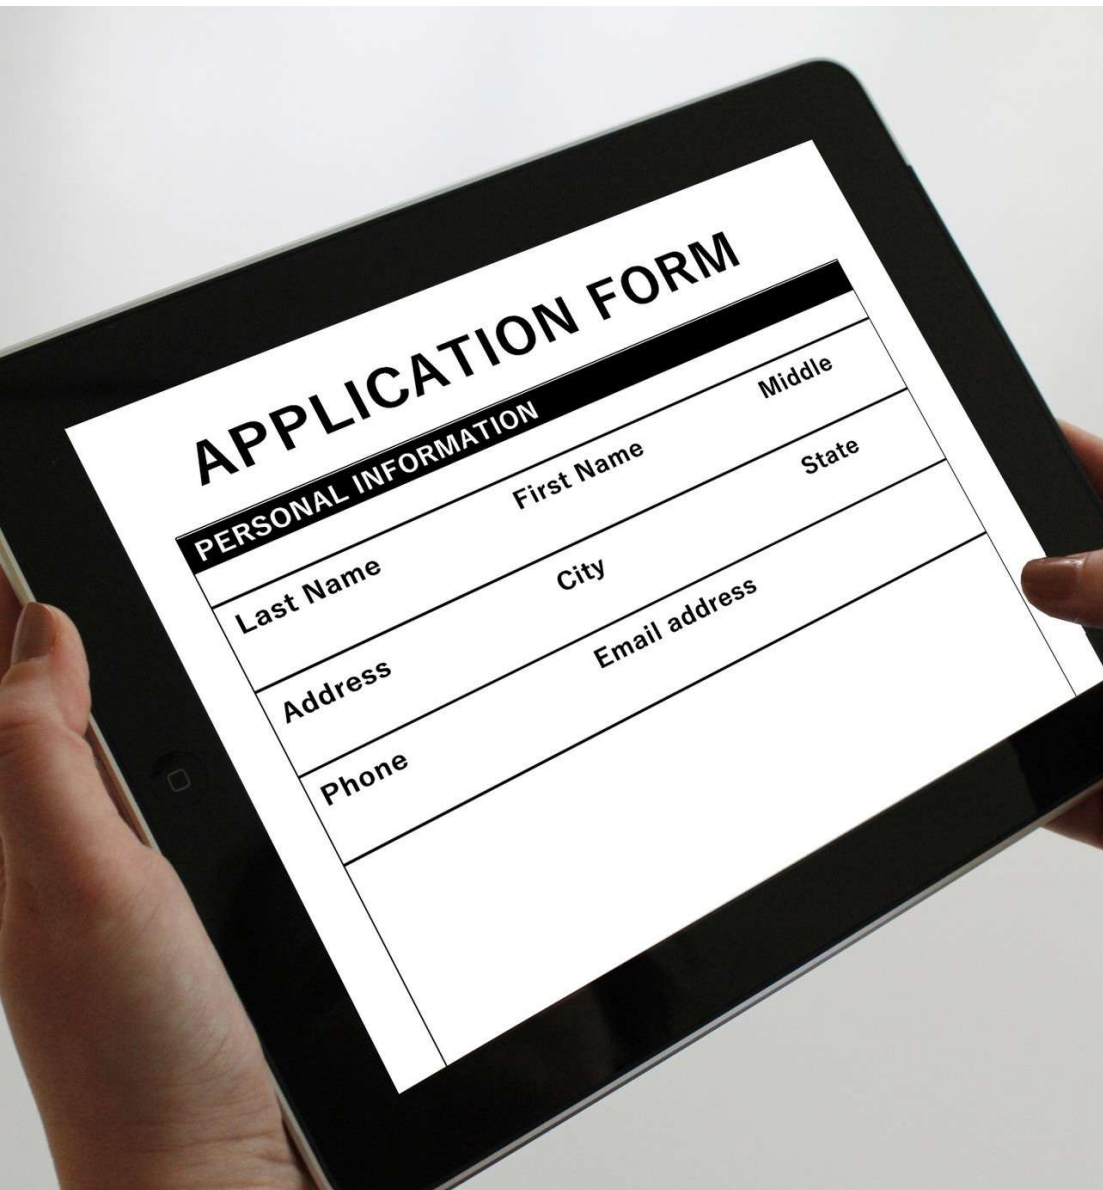 APPLICATION FORM
PERSONAL INFORMATION
Last Name First Name Middle
Address City State
Phone Email address